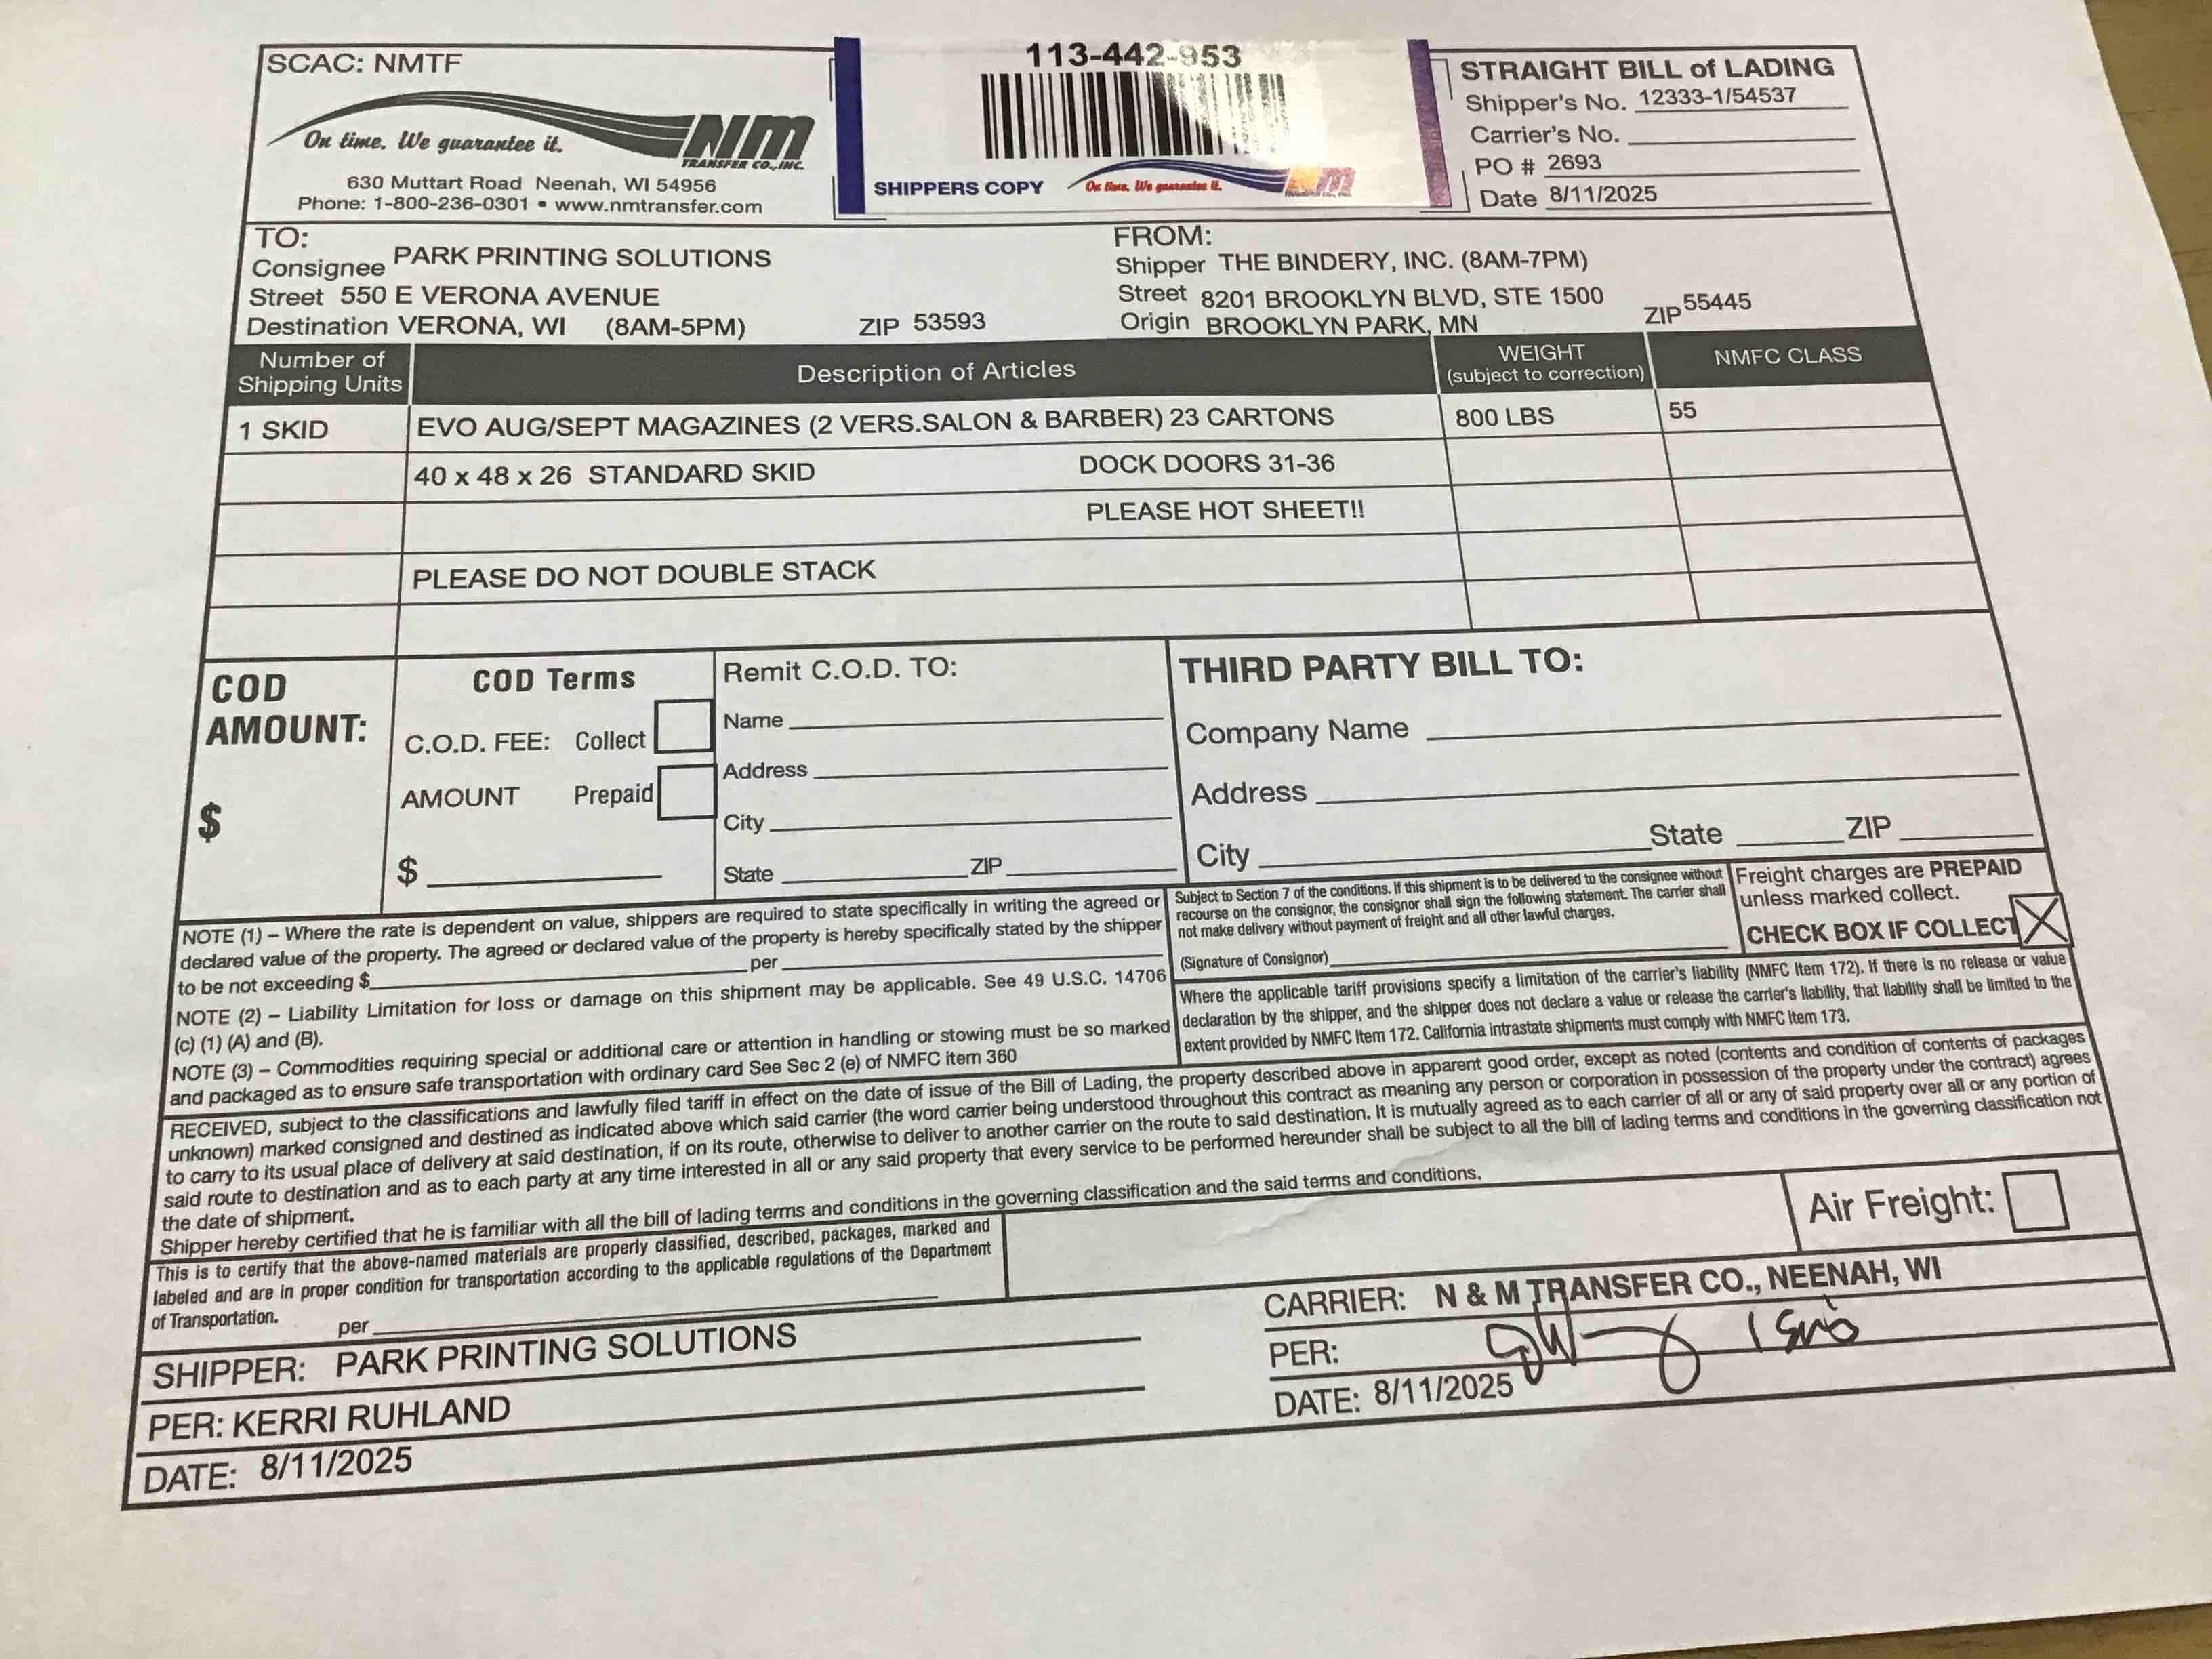 SCAC: NMTF
On time. We guarantee it.
NM
TRANSFER CO., INC.
630 Muttart Road Neenah, WI 54956
Phone: 1-800-236-0301 • www.nmtransfer.com
113-442-953
SHIPPERS COPY
On time. We guarantee it.
STRAIGHT BILL of LADING
Shipper's No. 12333-1/54537
Carrier's No.
PO # 2693
Date 8/11/2025
TO:
Consignee PARK PRINTING SOLUTIONS
Street 550 E VERONA AVENUE
Destination VERONA, WI (8AM-5PM) ZIP 53593
FROM:
Shipper THE BINDERY, INC. (8AM-7PM)
Street 8201 BROOKLYN BLVD, STE 1500
Origin BROOKLYN PARK, MN ZIP 55445
Number of
Shipping Units
Description of Articles
WEIGHT
(subject to correction)
NMFC CLASS
1 SKID EVO AUG/SEPT MAGAZINES (2 VERS.SALON & BARBER) 23 CARTONS 800 LBS 55
40 x 48 x 26 STANDARD SKID DOCK DOORS 31-36
PLEASE HOT SHEET!!
PLEASE DO NOT DOUBLE STACK
COD
AMOUNT:
$
COD Terms
C.O.D. FEE: Collect
AMOUNT Prepaid
$
Remit C.O.D. TO:
Name
Address
City
State ZIP
THIRD PARTY BILL TO:
Company Name
Address
City State ZIP
NOTE (1) – Where the rate is dependent on value, shippers are required to state specifically in writing the agreed or
declared value of the property. The agreed or declared value of the property is hereby specifically stated by the shipper
to be not exceeding $ per
NOTE (2) – Liability Limitation for loss or damage on this shipment may be applicable. See 49 U.S.C. 14706
(c) (1) (A) and (B).
NOTE (3) – Commodities requiring special or additional care or attention in handling or stowing must be so marked
and packaged as to ensure safe transportation with ordinary card See Sec 2 (e) of NMFC item 360
Subject to Section 7 of the conditions. If this shipment is to be delivered to the consignee without
recourse on the consignor, the consignor shall sign the following statement. The carrier shall
not make delivery without payment of freight and all other lawful charges.
(Signature of Consignor)
Freight charges are PREPAID
unless marked collect.
CHECK BOX IF COLLECT X
Where the applicable tariff provisions specify a limitation of the carrier's liability (NMFC Item 172). If there is no release or value
declaration by the shipper, and the shipper does not declare a value or release the carrier's liability, that liability shall be limited to the
extent provided by NMFC Item 172. California intrastate shipments must comply with NMFC Item 173.
RECEIVED, subject to the classifications and lawfully filed tariff in effect on the date of issue of the Bill of Lading, the property described above in apparent good order, except as noted (contents and condition of contents of packages
unknown) marked consigned and destined as indicated above which said carrier (the word carrier being understood throughout this contract as meaning any person or corporation in possession of the property under the contract) agrees
to carry to its usual place of delivery at said destination, if on its route, otherwise to deliver to another carrier on the route to said destination. It is mutually agreed as to each carrier of all or any of said property over all or any portion of
said route to destination and as to each party at any time interested in all or any said property that every service to be performed hereunder shall be subject to all the bill of lading terms and conditions in the governing classification not
the date of shipment.
Shipper hereby certified that he is familiar with all the bill of lading terms and conditions in the governing classification and the said terms and conditions.
This is to certify that the above-named materials are properly classified, described, packages, marked and
labeled and are in proper condition for transportation according to the applicable regulations of the Department
of Transportation. per
Air Freight:
SHIPPER: PARK PRINTING SOLUTIONS
PER: KERRI RUHLAND
DATE: 8/11/2025
CARRIER: N & M TRANSFER CO., NEENAH, WI
PER:
DATE: 8/11/2025